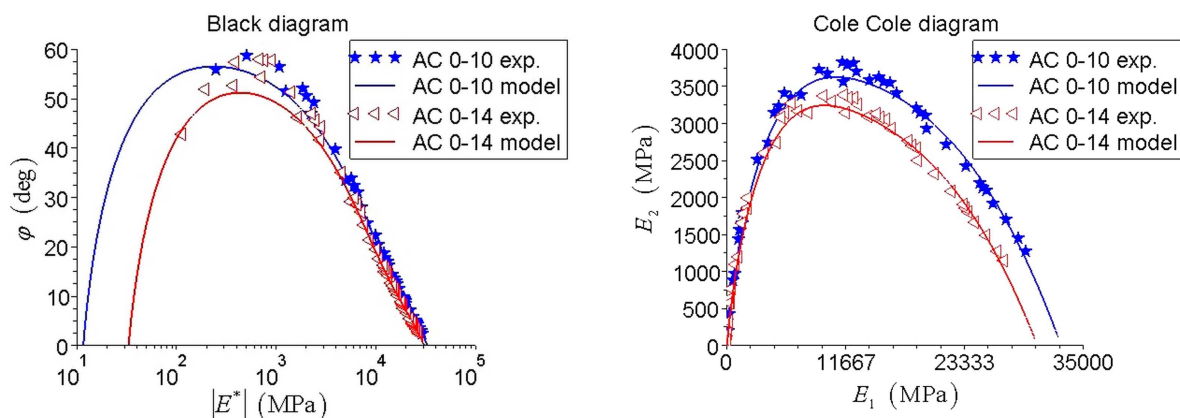 Black diagram
60
50
40
30
20
10
0
φ (deg)
10^1
10^2
10^3
10^4
10^5
|E^*| (MPa)
AC 0-10 exp.
AC 0-10 model
AC 0-14 exp.
AC 0-14 model
Cole Cole diagram
4000
3500
3000
2500
2000
1500
1000
500
0
E_2 (MPa)
0
11667
23333
35000
E_1 (MPa)
AC 0-10 exp.
AC 0-10 model
AC 0-14 exp.
AC 0-14 model